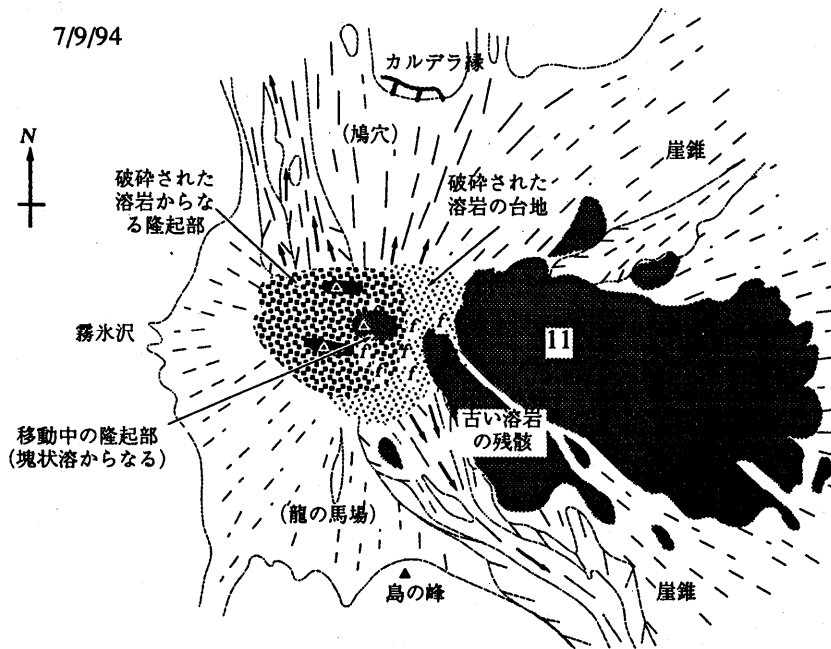 7/9/94
カルデラ縁
N
(鳩穴)
崖錐
破砕された
溶岩からな
る隆起部
破砕された
溶岩の台地
霧氷沢
11
移動中の隆起部
(塊状溶からなる)
古い溶岩
の残骸
(龍の馬場)
島の峰
崖錐